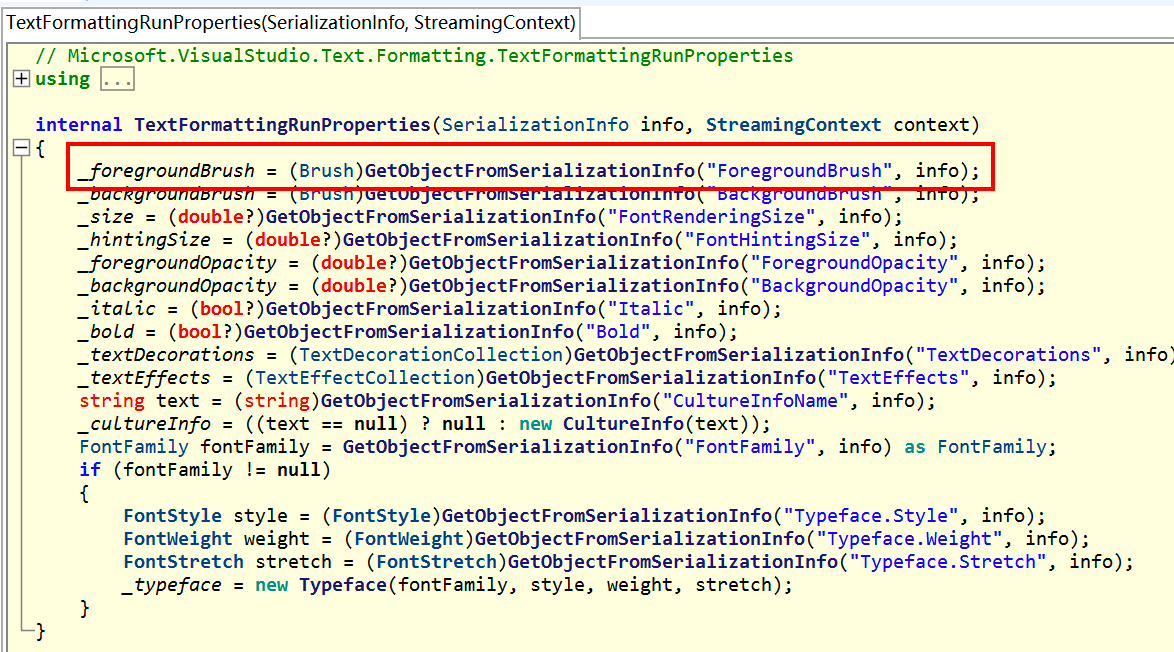 TextFormattingRunProperties(SerializationInfo, StreamingContext)
// Microsoft.VisualStudio.Text.Formatting.TextFormattingRunProperties
using ...
internal TextFormattingRunProperties(SerializationInfo info, StreamingContext context)
{
_foregroundBrush = (Brush)GetObjectFromSerializationInfo("ForegroundBrush", info);
_backgroundBrush = (Brush)GetObjectFromSerializationInfo("BackgroundBrush", info);
_size = (double?)GetObjectFromSerializationInfo("FontRenderingSize", info);
_hintingSize = (double?)GetObjectFromSerializationInfo("FontHintingSize", info);
_foregroundOpacity = (double?)GetObjectFromSerializationInfo("ForegroundOpacity", info);
_backgroundOpacity = (double?)GetObjectFromSerializationInfo("BackgroundOpacity", info);
_italic = (bool?)GetObjectFromSerializationInfo("Italic", info);
_bold = (bool?)GetObjectFromSerializationInfo("Bold", info);
_textDecorations = (TextDecorationCollection)GetObjectFromSerializationInfo("TextDecorations", info)
_textEffects = (TextEffectCollection)GetObjectFromSerializationInfo("TextEffects", info);
string text = (string)GetObjectFromSerializationInfo("CultureInfoName", info);
_cultureInfo = ((text == null) ? null : new CultureInfo(text));
FontFamily fontFamily = GetObjectFromSerializationInfo("FontFamily", info) as FontFamily;
if (fontFamily != null)
{
FontStyle style = (FontStyle)GetObjectFromSerializationInfo("Typeface.Style", info);
FontWeight weight = (FontWeight)GetObjectFromSerializationInfo("Typeface.Weight", info);
FontStretch stretch = (FontStretch)GetObjectFromSerializationInfo("Typeface.Stretch", info);
_typeface = new Typeface(fontFamily, style, weight, stretch);
}
}